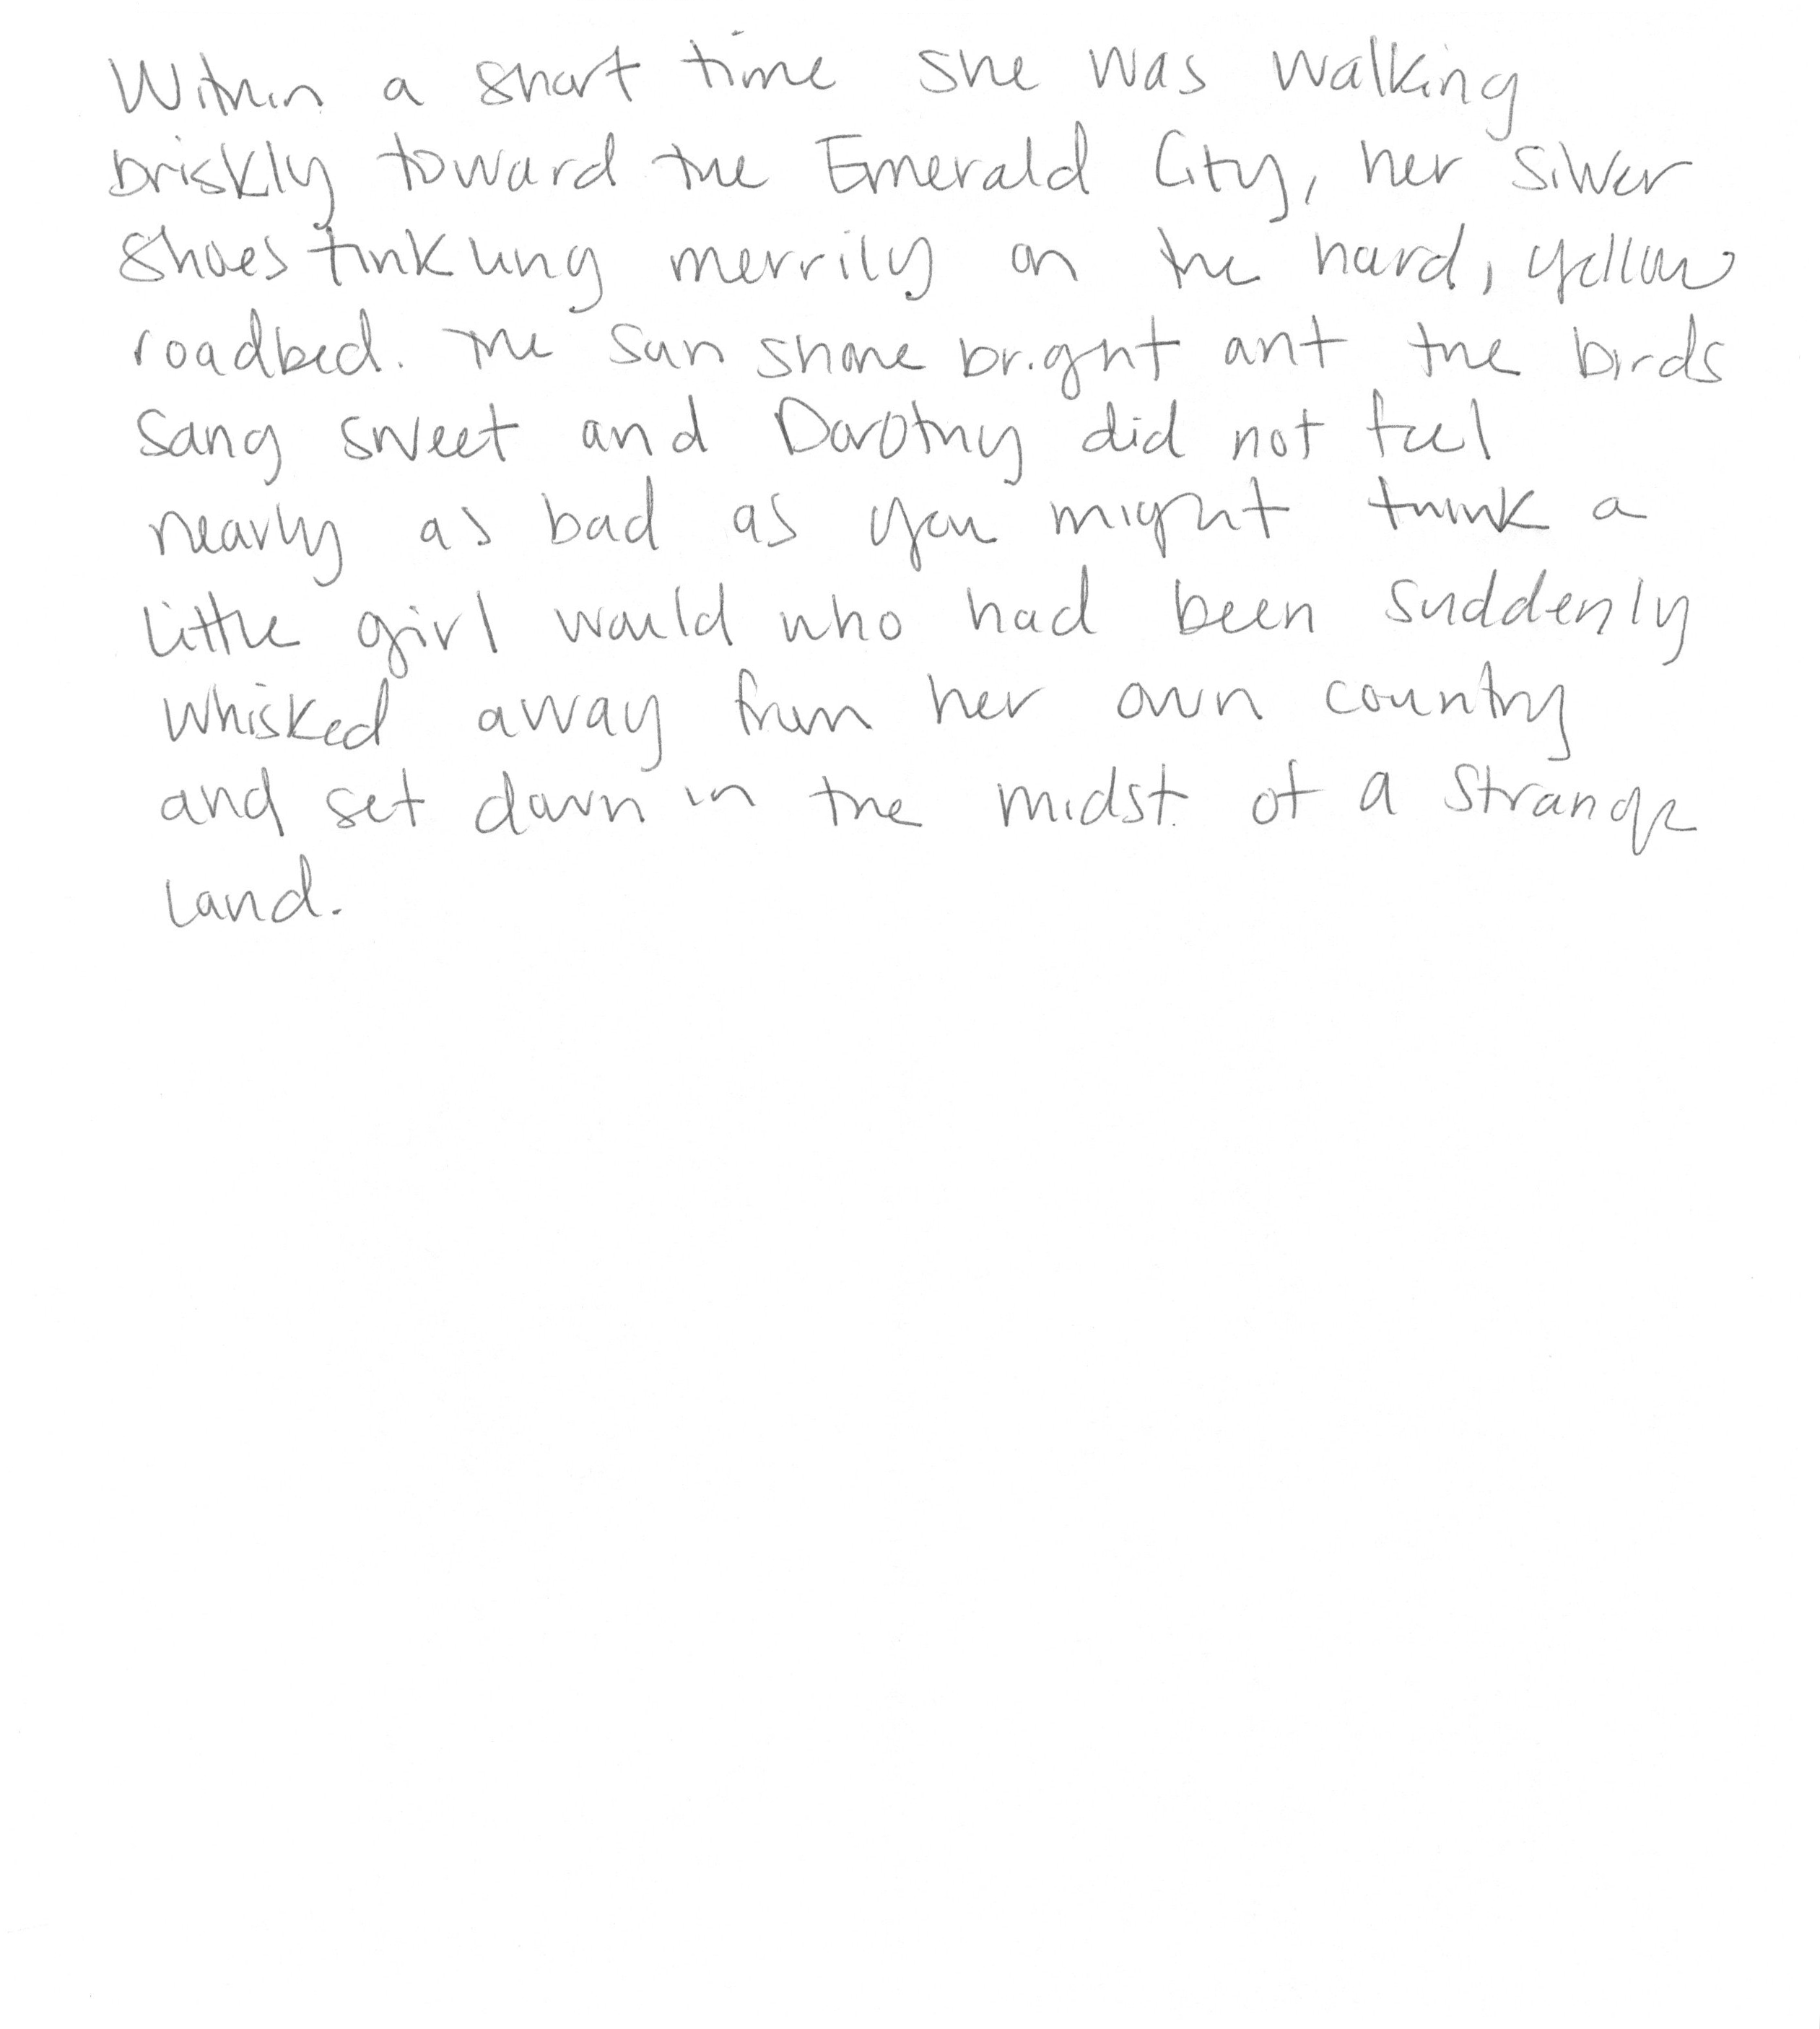 Within a short time she was walking
briskly toward the Emerald City, her silver
shoes tinkling merrily on the hard, yellow
roadbed. The sun shone bright ant the birds
sang sweet and Dorothy did not feel
nearly as bad as you might think a
little girl would who had been suddenly
whisked away from her own country
and set down in the midst of a strange
land.